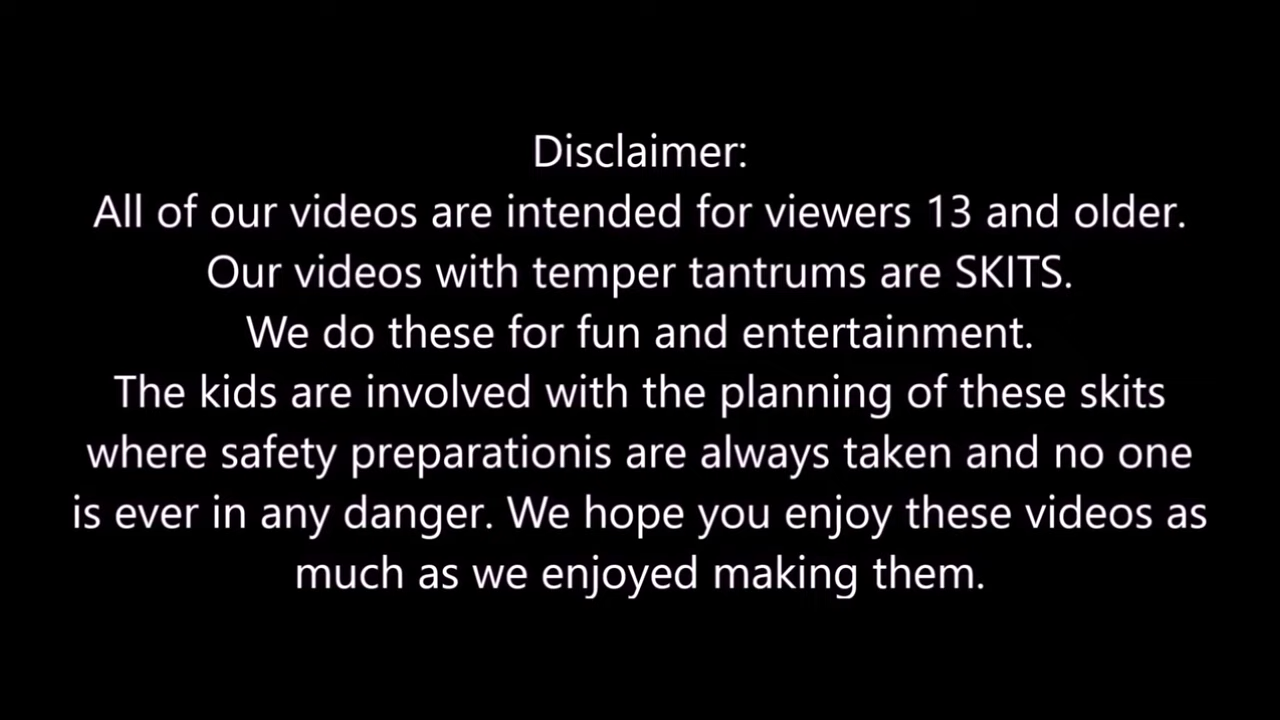 Disclaimer:
All of our videos are intended for viewers 13 and older.
Our videos with temper tantrums are SKITS.
We do these for fun and entertainment.
The kids are involved with the planning of these skits
where safety preparationis are always taken and no one
is ever in any danger. We hope you enjoy these videos as
much as we enjoyed making them.